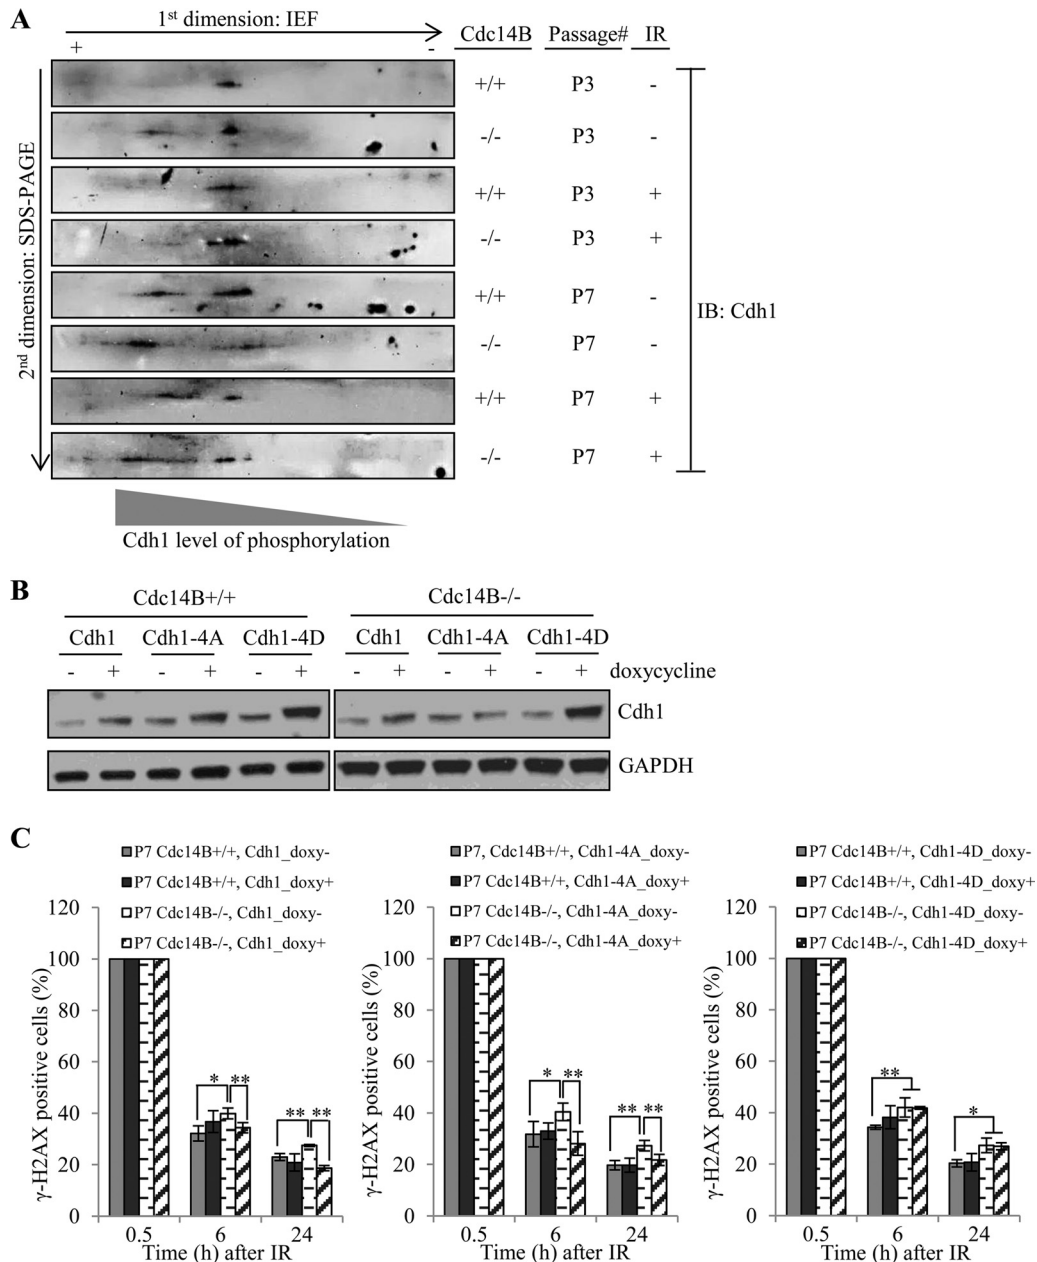 A
1st dimension: IEF
+ -
Cdc14B Passage# IR
2nd dimension: SDS-PAGE
+/+ P3 -
-/- P3 -
+/+ P3 +
-/- P3 +
+/+ P7 -
-/- P7 -
+/+ P7 +
-/- P7 +
IB: Cdh1
Cdh1 level of phosphorylation
B
Cdc14B+/+ Cdc14B-/-
Cdh1 Cdh1-4A Cdh1-4D Cdh1 Cdh1-4A Cdh1-4D
- + - + - + - + - + - + doxycycline
Cdh1
GAPDH
C
P7 Cdc14B+/+, Cdh1_doxy-
P7 Cdc14B+/+, Cdh1_doxy+
P7 Cdc14B-/-, Cdh1_doxy-
P7 Cdc14B-/-, Cdh1_doxy+
γ-H2AX positive cells (%)
120
100
80
60
40
20
0
* ** ** **
0.5 6 24
Time (h) after IR
P7, Cdc14B+/+, Cdh1-4A_doxy-
P7 Cdc14B+/+, Cdh1-4A_doxy+
P7 Cdc14B-/-, Cdh1-4A_doxy-
P7 Cdc14B-/-, Cdh1-4A_doxy+
γ-H2AX positive cells (%)
120
100
80
60
40
20
0
* ** ** **
0.5 6 24
Time (h) after IR
P7 Cdc14B+/+, Cdh1-4D_doxy-
P7 Cdc14B+/+, Cdh1-4D_doxy+
P7 Cdc14B-/-, Cdh1-4D_doxy-
P7 Cdc14B-/-, Cdh1-4D_doxy+
γ-H2AX positive cells (%)
120
100
80
60
40
20
0
** *
0.5 6 24
Time (h) after IR